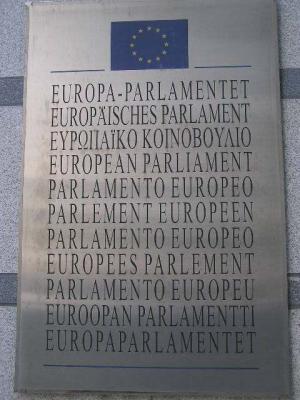 EUROPA-PARLAMENTET
EUROPÄISCHES PARLAMENT
ΕΥΡΩΠΑΪΚΟ ΚΟΙΝΟΒΟΥΛΙΟ
EUROPEAN PARLIAMENT
PARLAMENTO EUROPEO
PARLEMENT EUROPEEN
PARLAMENTO EUROPEO
EUROPEES PARLEMENT
PARLAMENTO EUROPEU
EUROOPAN PARLAMENTTI
EUROPAPARLAMENTET